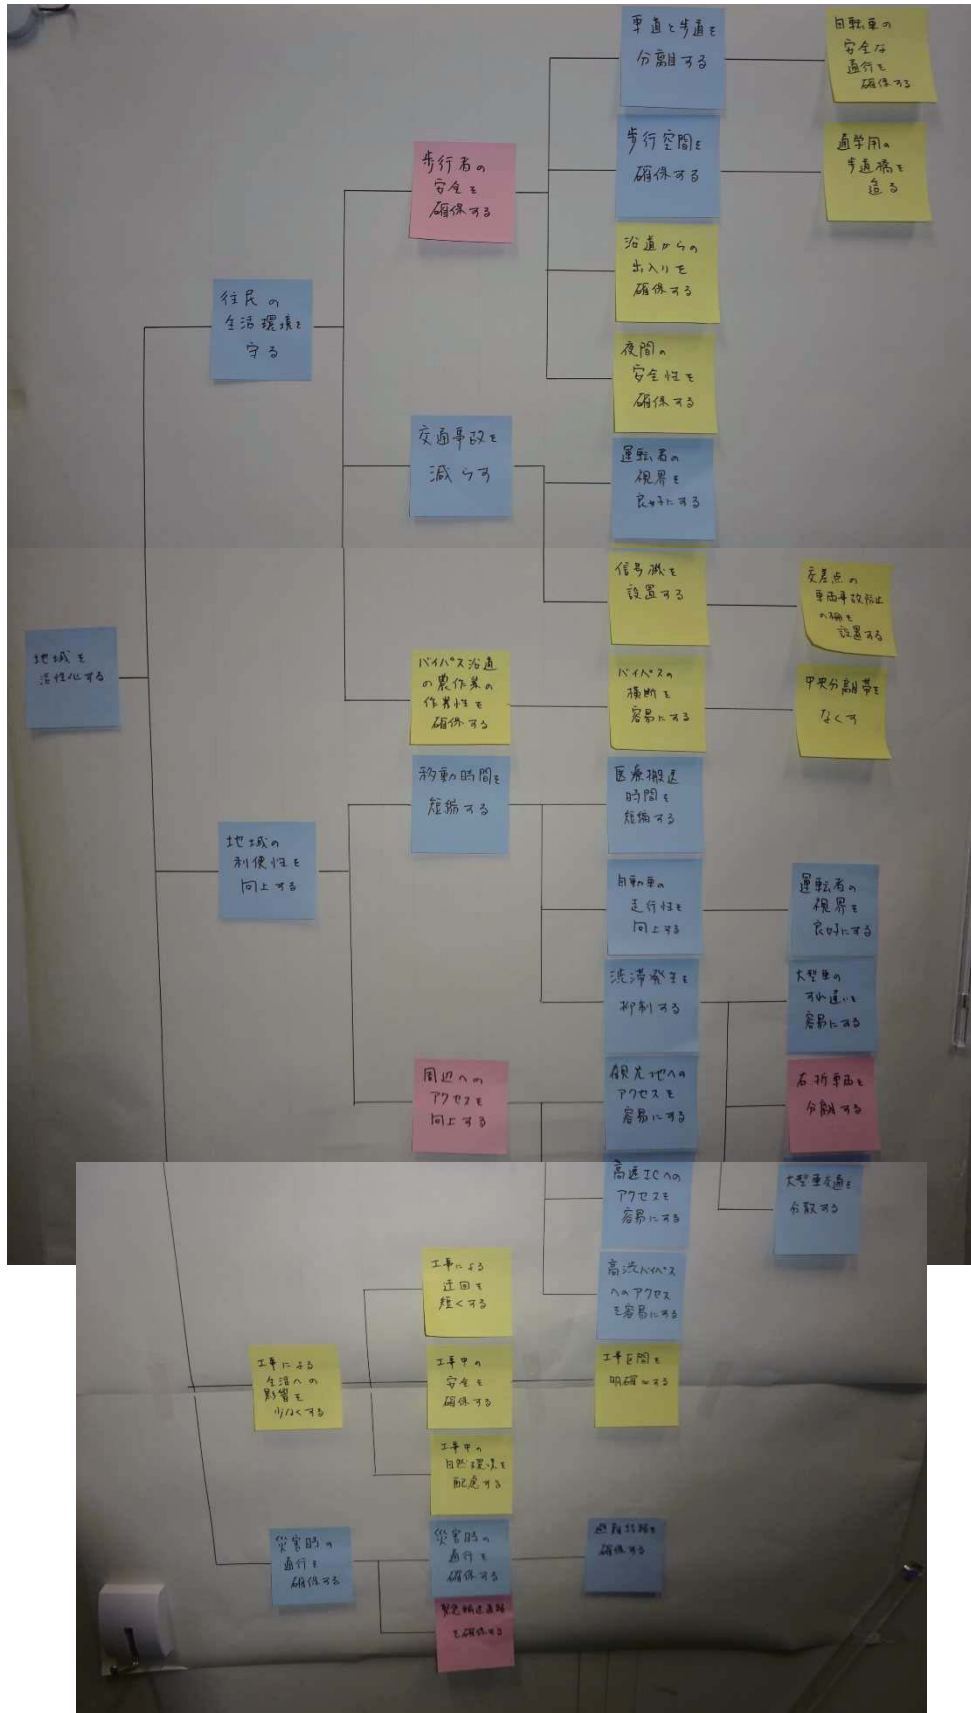 車道と歩道を
分離する
自転車の
安全な
通行を
確保する
歩行者の
安全を
確保する
歩行空間を
確保する
通学用の
歩道橋を
造る
沿道からの
出入りを
確保する
住民の
生活環境を
守る
夜間の
安全性を
確保する
交通事故を
減らす
運転者の
視界を
良好にする
信号機を
設置する
交差点の
車両事故防止
の柵を
設置する
地域を
活性化する
バイパス沿道
の農作業の
作業性を
確保する
バイパスの
横断を
容易にする
中央分離帯を
なくす
移動時間を
短縮する
医療搬送
時間を
短縮する
地域の
利便性を
向上する
自動車の
走行性を
向上する
運転者の
視界を
良好にする
渋滞発生を
抑制する
大型車の
すれ違いを
容易にする
周辺への
アクセスを
向上する
観光地への
アクセスを
容易にする
右折車両を
分離する
高速ICへの
アクセスを
容易にする
大型車交通を
分散する
工事による
迂回を
短くする
高浜バイパス
へのアクセス
を容易にする
工事による
生活への
影響を
少なくする
工事中の
安全を
確保する
工事区間を
明確にする
工事中の
自然環境を
配慮する
災害時の
通行を
確保する
災害時の
通行を
確保する
避難経路を
確保する
緊急輸送道路
を確保する